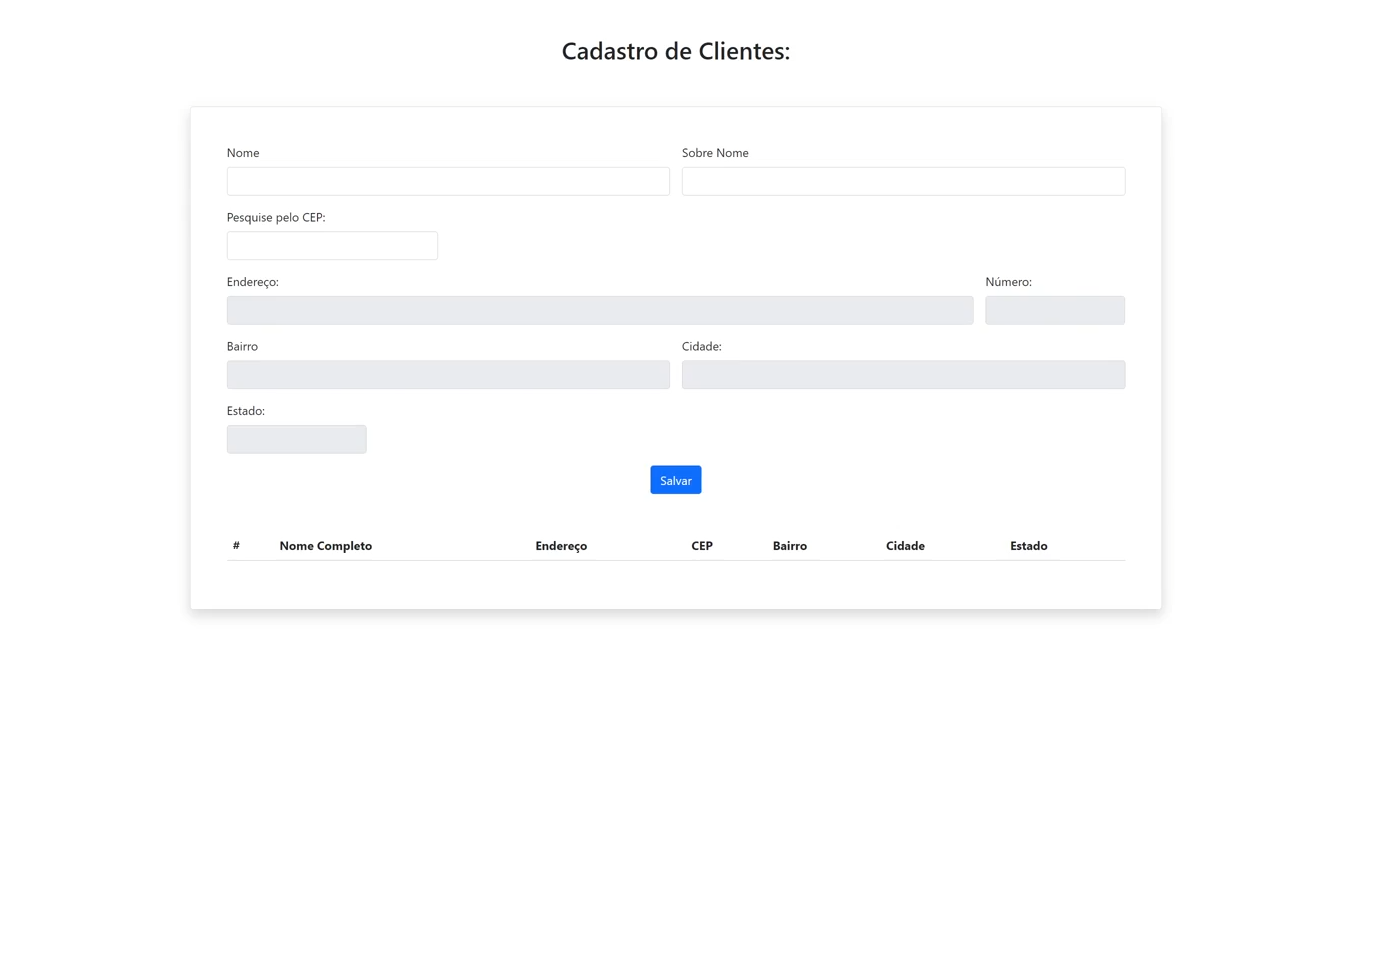 Cadastro de Clientes:
Nome Sobre Nome
Pesquise pelo CEP:
Endereço: Número:
Bairro Cidade:
Estado:
Salvar
# Nome Completo Endereço CEP Bairro Cidade Estado